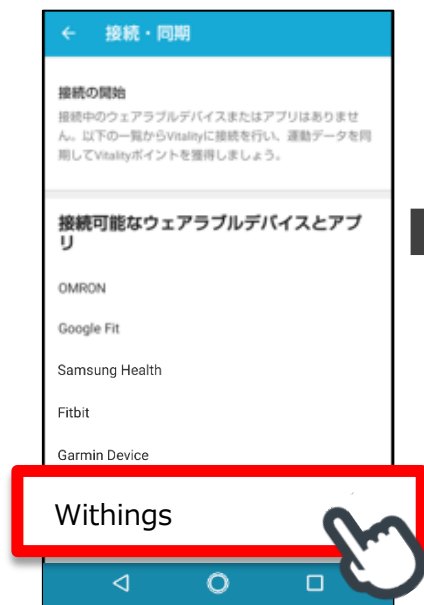 接続・同期
接続の開始
接続中のウェアラブルデバイスまたはアプリはありませ
ん。以下の一覧からVitalityに接続を行い、運動データを同
期してVitalityポイントを獲得しましょう。
接続可能なウェアラブルデバイスとアプ
リ
OMRON
Google Fit
Samsung Health
Fitbit
Garmin Device
Withings